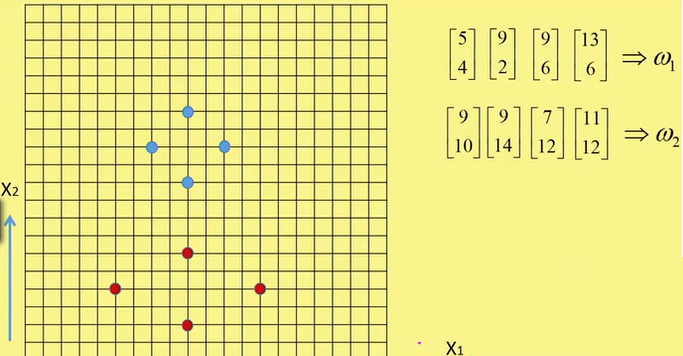 [5 4] [9 2] [9 6] [13 6] ⇒ ω₁
[9 10] [9 14] [7 12] [11 12] ⇒ ω₂
X₂
X₁